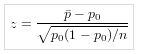 z = \frac{\bar{p} - p_0}{\sqrt{p_0(1 - p_0)/n}}